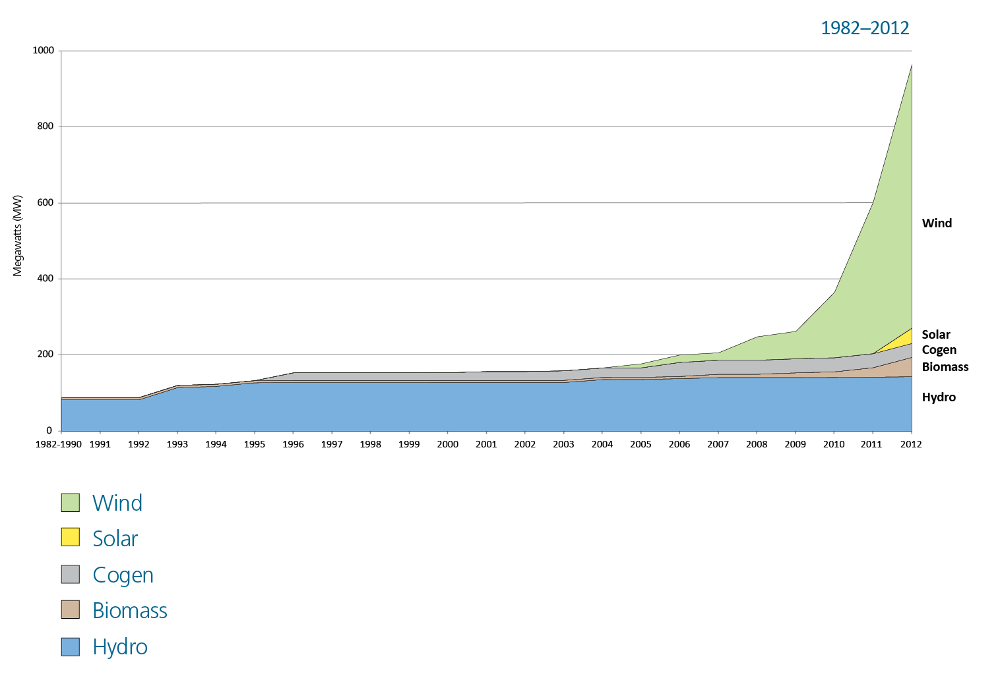 1982–2012
1000
800
600
400
200
0
Megawatts (MW)
Wind
Solar
Cogen
Biomass
Hydro
1982-1990 1991 1992 1993 1994 1995 1996 1997 1998 1999 2000 2001 2002 2003 2004 2005 2006 2007 2008 2009 2010 2011 2012
Wind
Solar
Cogen
Biomass
Hydro